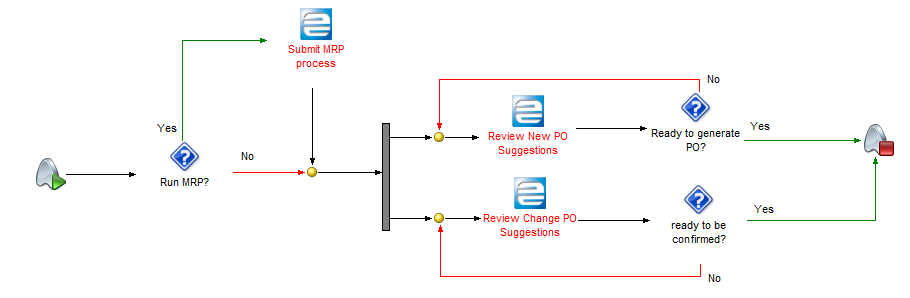 Submit MRP
process
Yes
No
Run MRP?
No
Review New PO
Suggestions
Ready to generate
PO?
Yes
Review Change PO
Suggestions
ready to be
confirmed?
Yes
No